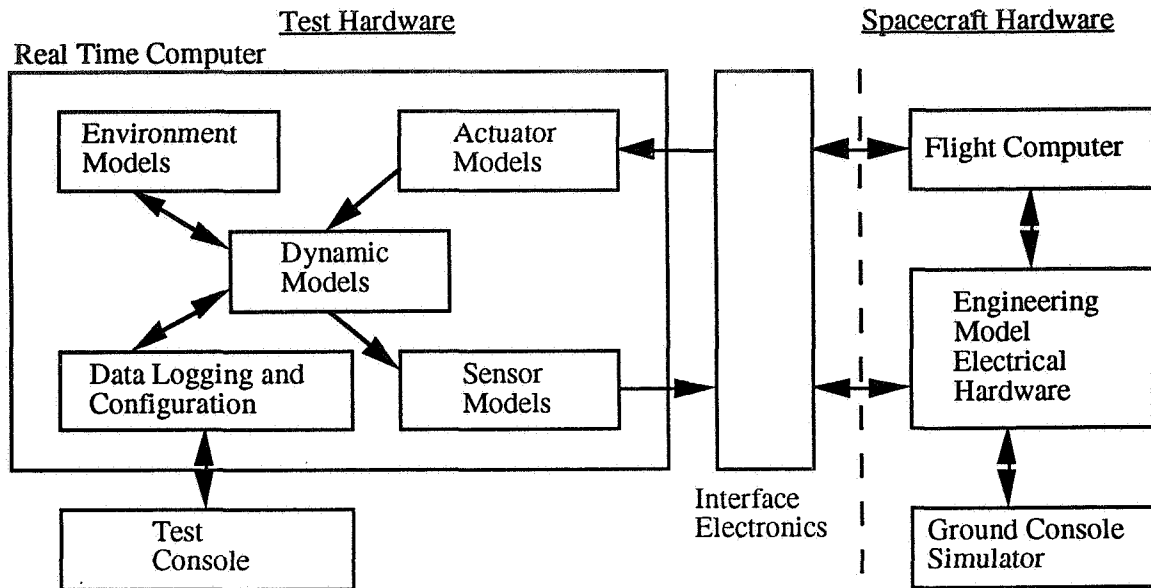 Test Hardware
Spacecraft Hardware
Real Time Computer
Environment
Models
Actuator
Models
Flight Computer
Dynamic
Models
Engineering
Model
Electrical
Hardware
Data Logging and
Configuration
Sensor
Models
Interface
Electronics
Test
Console
Ground Console
Simulator